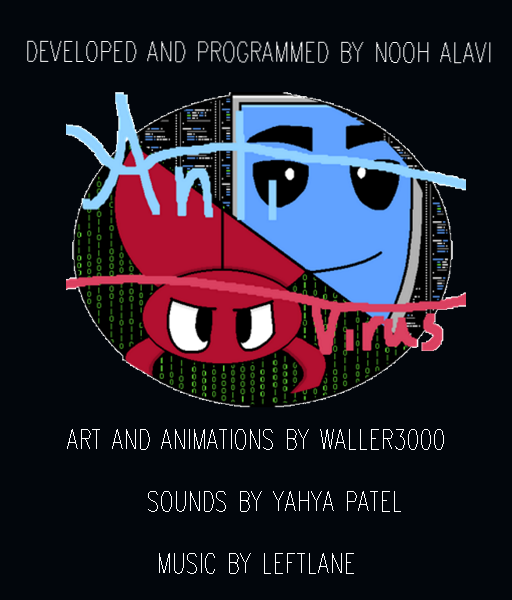 DEVELOPED AND PROGRAMMED BY NOOH ALAVI
Anti
Virus
ART AND ANIMATIONS BY WALLER3000
SOUNDS BY YAHYA PATEL
MUSIC BY LEFTLANE